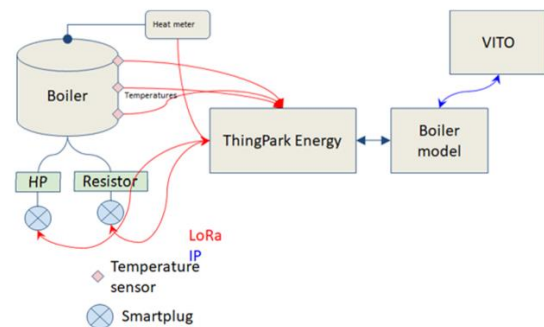 Heat meter
VITO
Boiler
Temperatures
ThingPark Energy
Boiler
model
HP
Resistor
LoRa
IP
Temperature
sensor
Smartplug